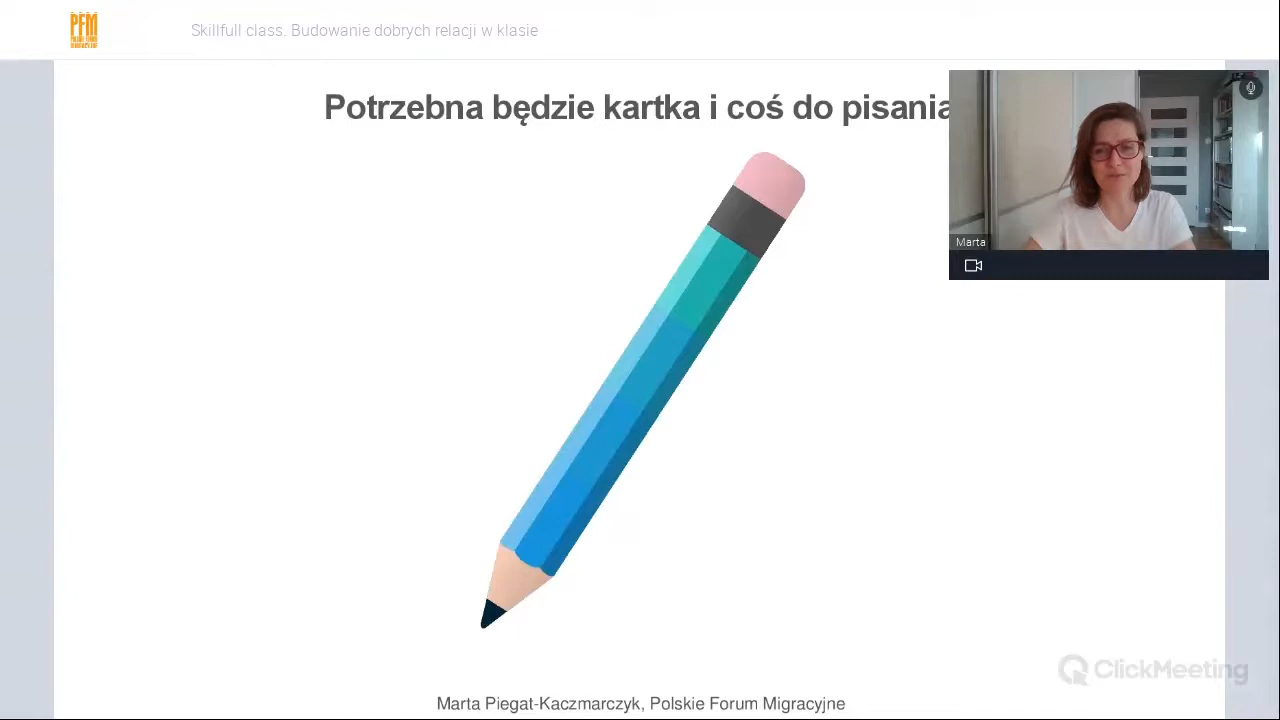 PFM
Skillfull class. Budowanie dobrych relacji w klasie
Potrzebna będzie kartka i coś do pisania
Marta
ClickMeeting
Marta Piegat-Kaczmarczyk, Polskie Forum Migracyjne